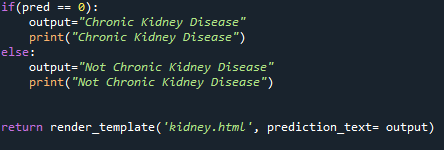 if(pred == 0):
    output="Chronic Kidney Disease"
    print("Chronic Kidney Disease")
else:
    output="Not Chronic Kidney Disease"
    print("Not Chronic Kidney Disease")
return render_template('kidney.html', prediction_text= output)